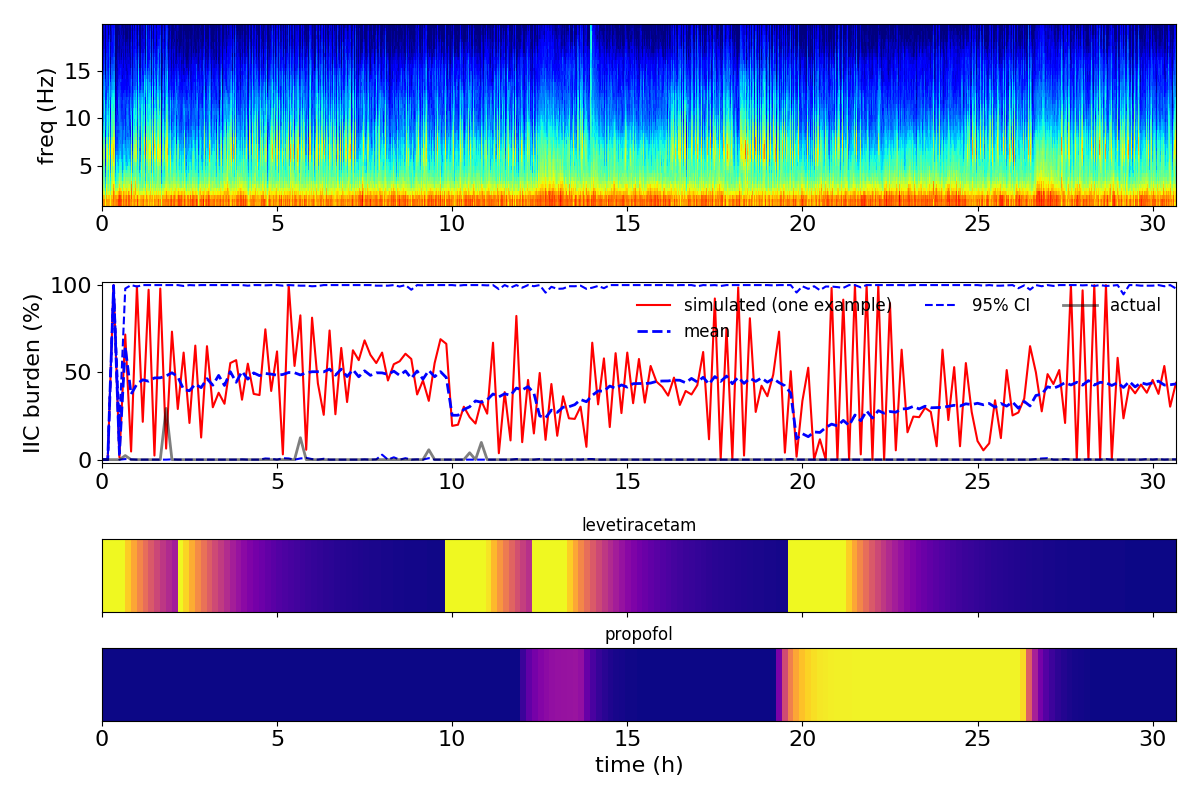 freq (Hz)
15
10
5
0 5 10 15 20 25 30
IIC burden (%)
100
50
0
simulated (one example)
mean
95% CI
actual
0 5 10 15 20 25 30
levetiracetam
propofol
0 5 10 15 20 25 30
time (h)